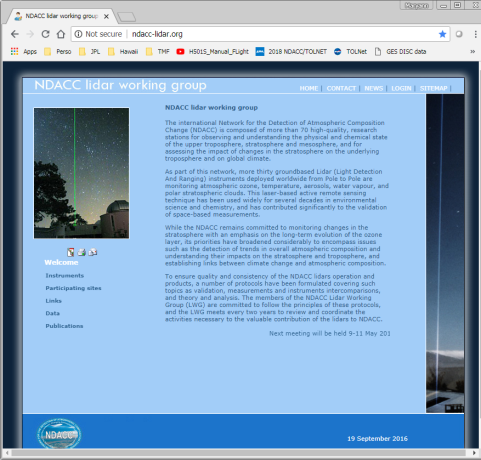 NDACC lidar working group
Not secure | ndacc-lidar.org
Apps Perso JPL Hawaii TMF H501S_Manual_FLight 2018 NDACC/TOLNET TOLNet GES DISC data »
NDACC lidar working group
HOME | CONTACT | NEWS | LOGIN | SITEMAP |
NDACC lidar working group
The international Network for the Detection of Atmospheric Composition
Change (NDACC) is composed of more than 70 high-quality, research
stations for observing and understanding the physical and chemical state
of the upper troposphere, stratosphere and mesosphere, and for
assessing the impact of changes in the stratosphere on the underlying
troposphere and on global climate.
As part of this network, more thirty groundbased Lidar (Light Detection
And Ranging) instruments deployed worldwide from Pole to Pole are
monitoring atmospheric ozone, temperature, aerosols, water vapour, and
polar stratospheric clouds. This laser-based active remote sensing
technique has been used widely for several decades in environmental
science and chemistry, and has contributed significantly to the validation
of space-based measurements.
While the NDACC remains committed to monitoring changes in the
stratosphere with an emphasis on the long-term evolution of the ozone
layer, its priorities have broadened considerably to encompass issues
such as the detection of trends in overall atmospheric composition and
understanding their impacts on the stratosphere and troposphere, and
establishing links between climate change and atmospheric composition.
To ensure quality and consistency of the NDACC lidars operation and
products, a number of protocols have been formulated covering such
topics as validation, measurements and instruments intercomparisons,
and theory and analysis. The members of the NDACC Lidar Working
Group (LWG) are committed to follow the principles of these protocols,
and the LWG meets every two years to review and coordinate the
activities necessary to the valuable contribution of the lidars to NDACC.
Next meeting will be held 9-11 May 201
Welcome
Instruments
Participating sites
Links
Data
Publications
NDACC
19 September 2016